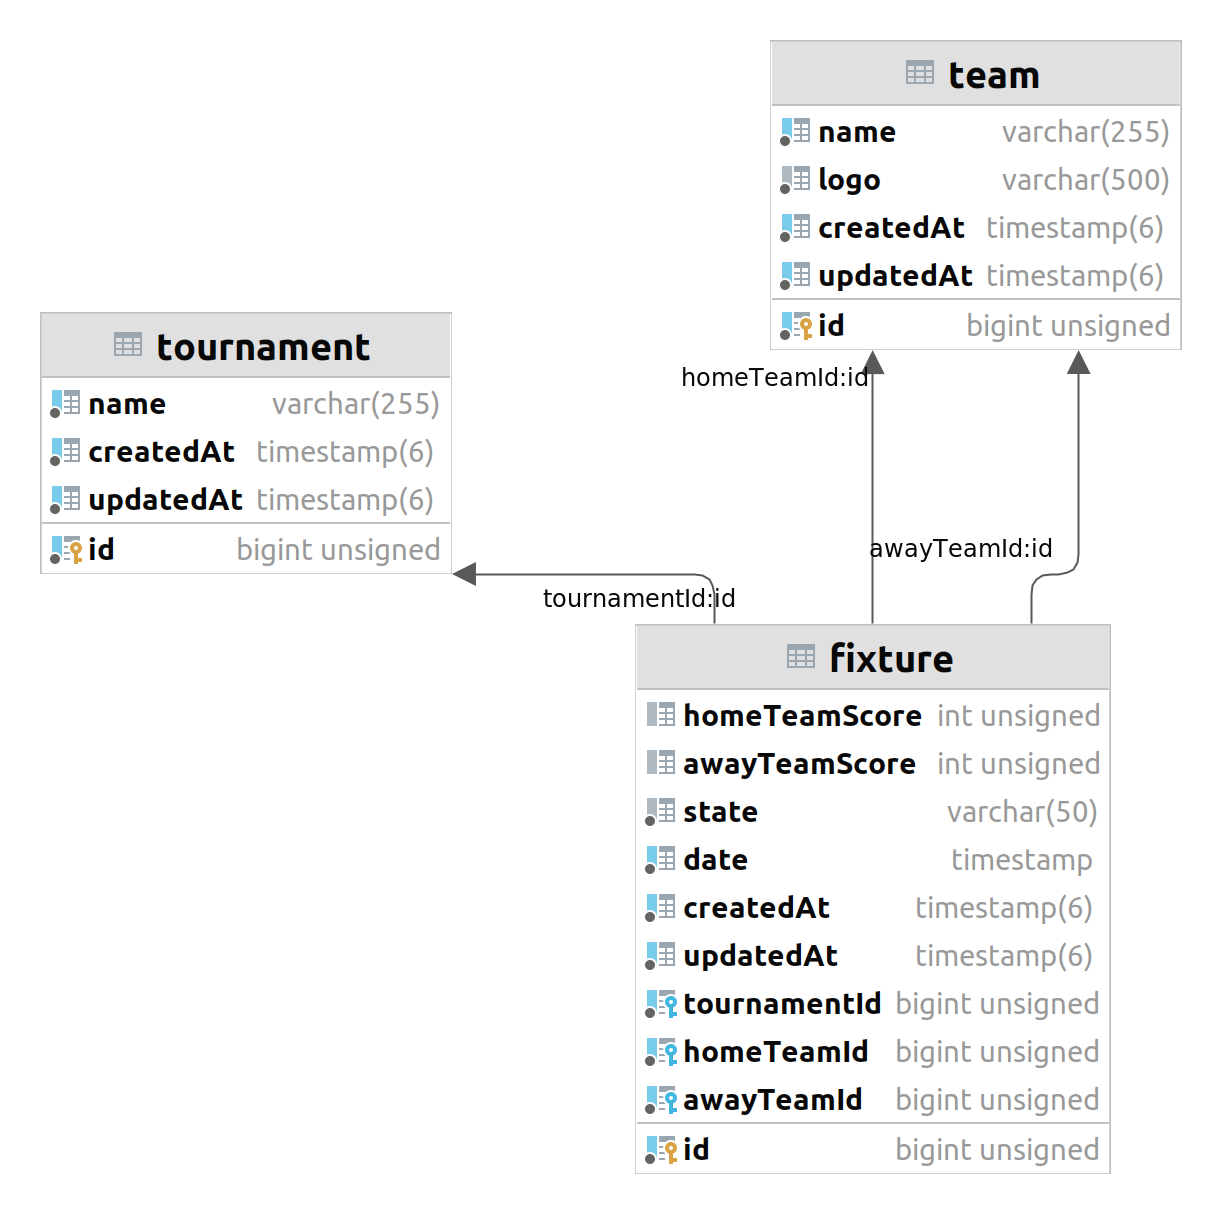 team
name varchar(255)
logo varchar(500)
createdAt timestamp(6)
updatedAt timestamp(6)
id bigint unsigned
tournament
name varchar(255)
createdAt timestamp(6)
updatedAt timestamp(6)
id bigint unsigned
homeTeamId:id
awayTeamId:id
tournamentId:id
fixture
homeTeamScore int unsigned
awayTeamScore int unsigned
state varchar(50)
date timestamp
createdAt timestamp(6)
updatedAt timestamp(6)
tournamentId bigint unsigned
homeTeamId bigint unsigned
awayTeamId bigint unsigned
id bigint unsigned